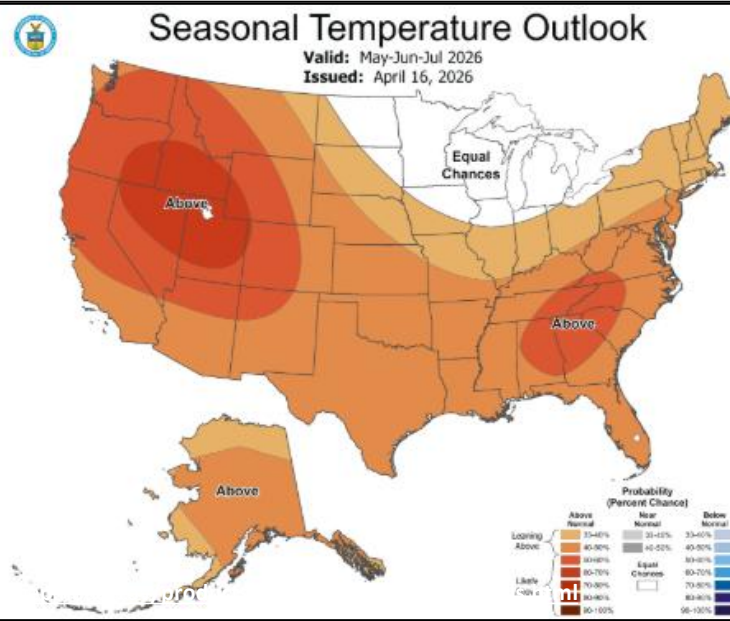 Seasonal Temperature Outlook
Valid: May-Jun-Jul 2026
Issued: April 16, 2026
Equal
Chances
Above
Above
Above
Probability
(Percent Chance)
Above
Normal
Near
Normal
Below
Normal
Leaning
Above
Likely
33-40%
40-50%
50-60%
60-70%
70-80%
80-90%
90-100%
33-40%
40-50%
Equal
Chances
33-40%
40-50%
50-60%
60-70%
70-80%
80-90%
90-100%